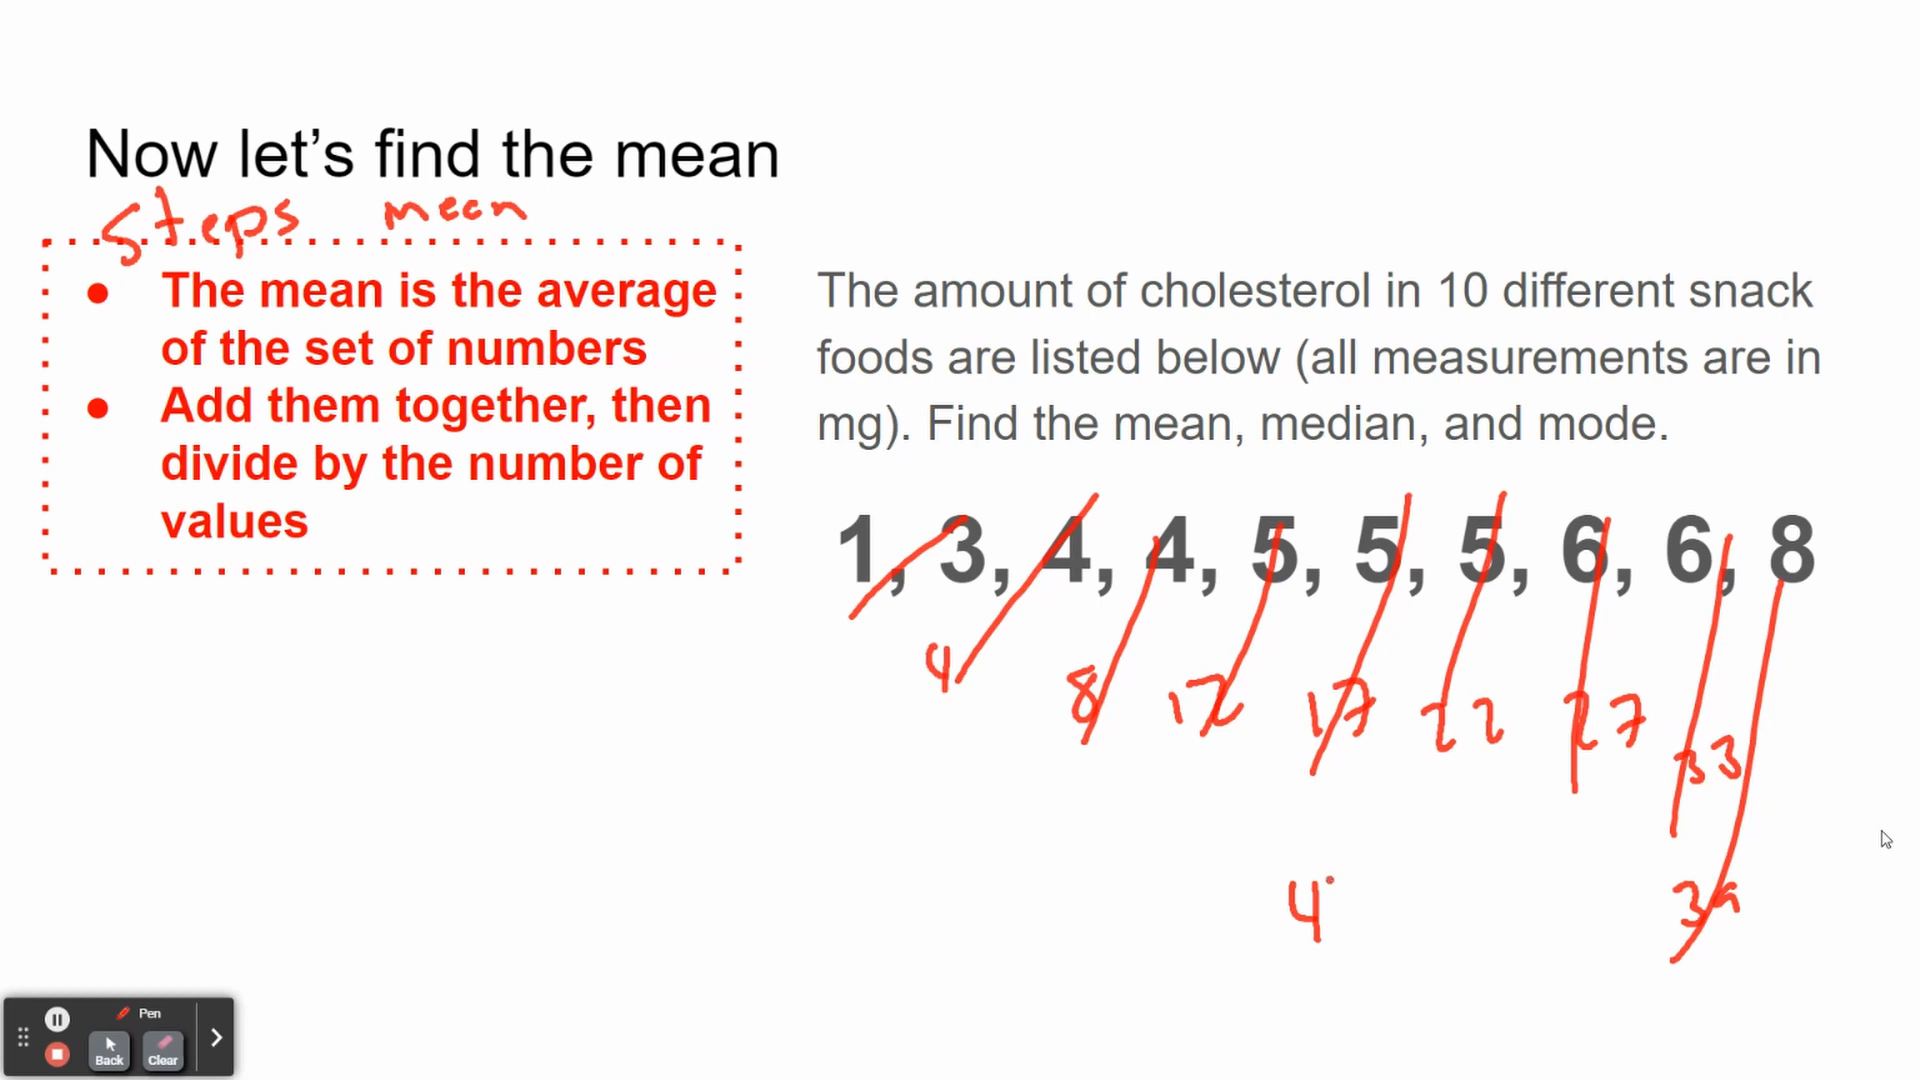 Now let's find the mean
Steps mean
● The mean is the average
of the set of numbers
● Add them together, then
divide by the number of
values
The amount of cholesterol in 10 different snack
foods are listed below (all measurements are in
mg). Find the mean, median, and mode.
1, 3, 4, 4, 5, 5, 5, 6, 6, 8
4 8 12 17 22 27 33
39
4
Pen
Back Clear